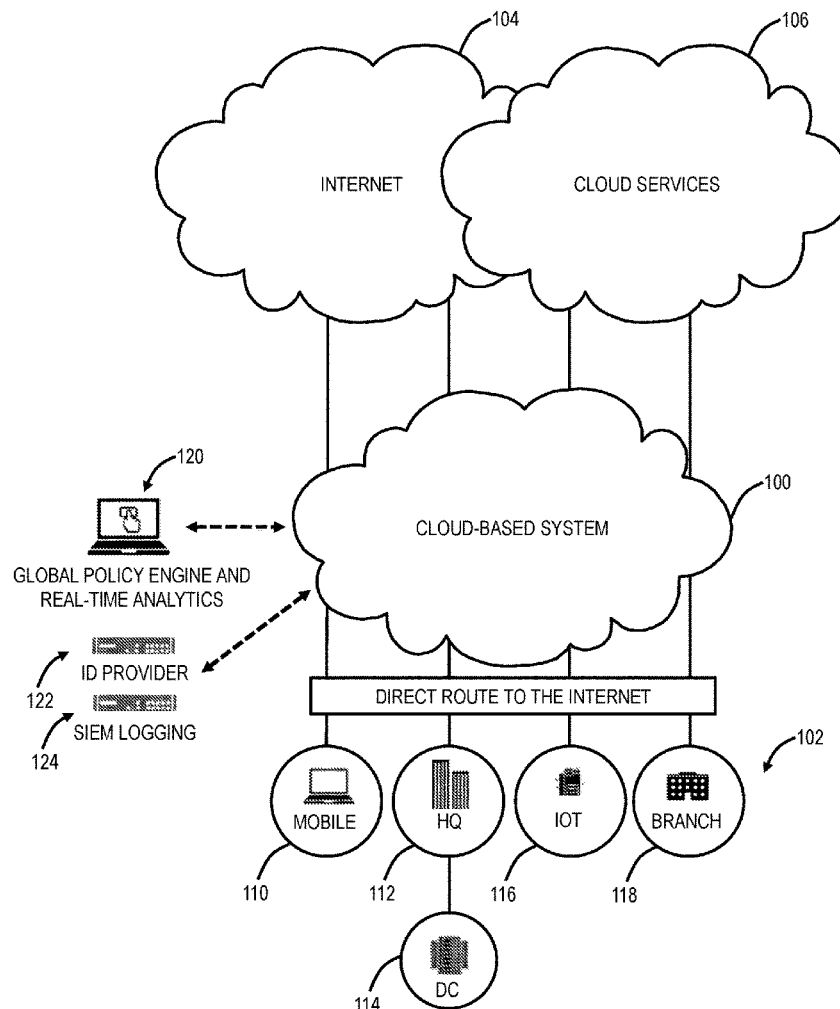 104
106
INTERNET
CLOUD SERVICES
120
100
CLOUD-BASED SYSTEM
GLOBAL POLICY ENGINE AND
REAL-TIME ANALYTICS
ID PROVIDER
122
SIEM LOGGING
124
DIRECT ROUTE TO THE INTERNET
102
MOBILE
HQ
IOT
BRANCH
110
112
116
118
DC
114